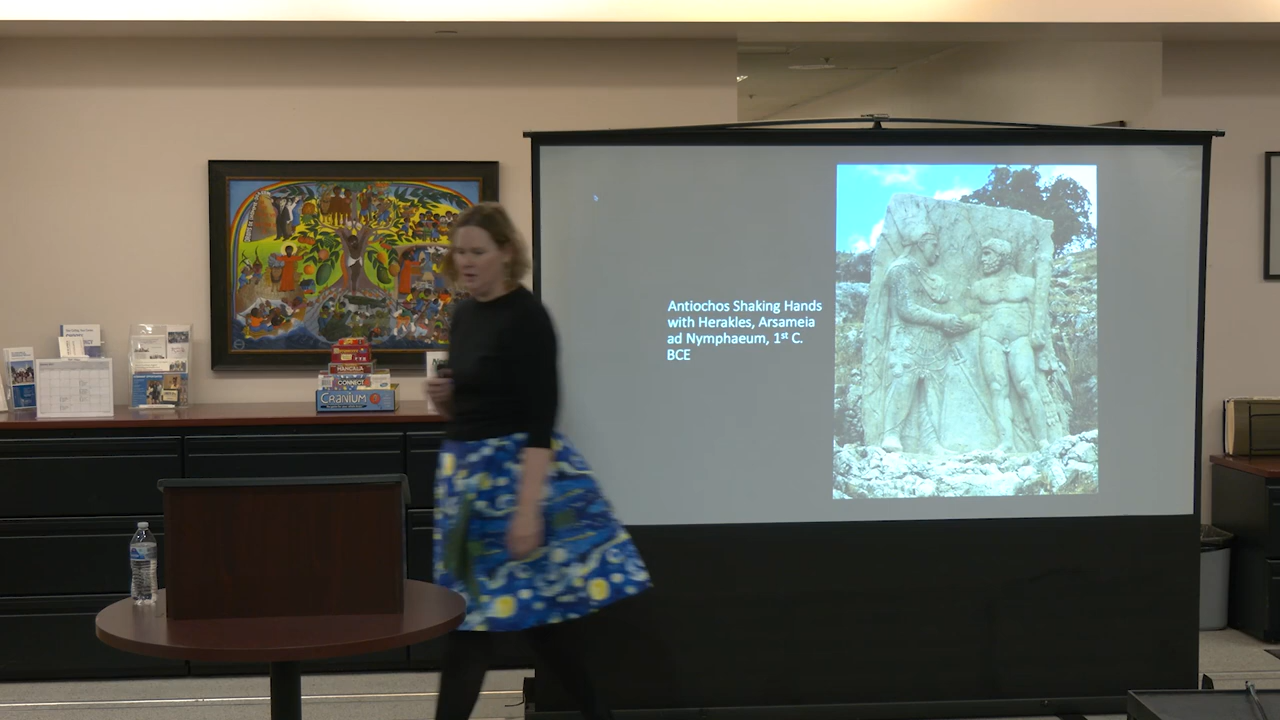 Antiochos Shaking Hands
with Herakles, Arsameia
ad Nymphaeum, 1st C.
BCE
MANCALA
CONNECT
CRANIUM